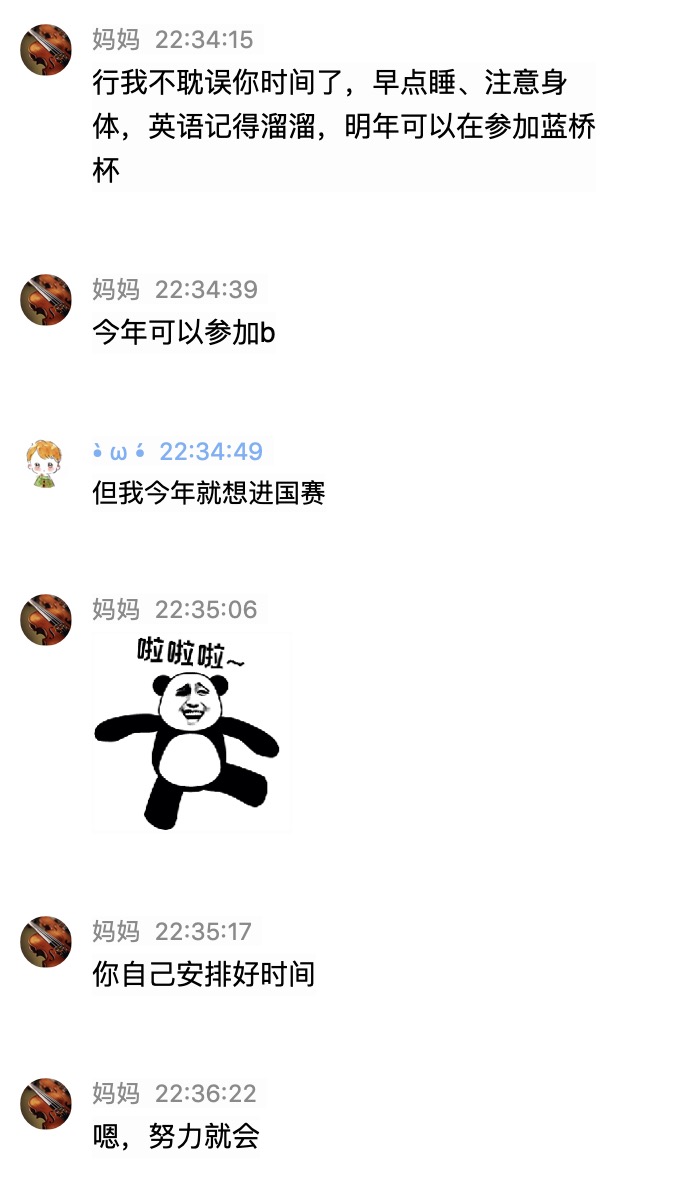 妈妈 22:34:15
行我不耽误你时间了，早点睡、注意身
体，英语记得溜溜，明年可以在参加蓝桥
杯
妈妈 22:34:39
今年可以参加b
•̀ ω •́ 22:34:49
但我今年就想进国赛
妈妈 22:35:06
啦啦啦~
妈妈 22:35:17
你自己安排好时间
妈妈 22:36:22
嗯，努力就会